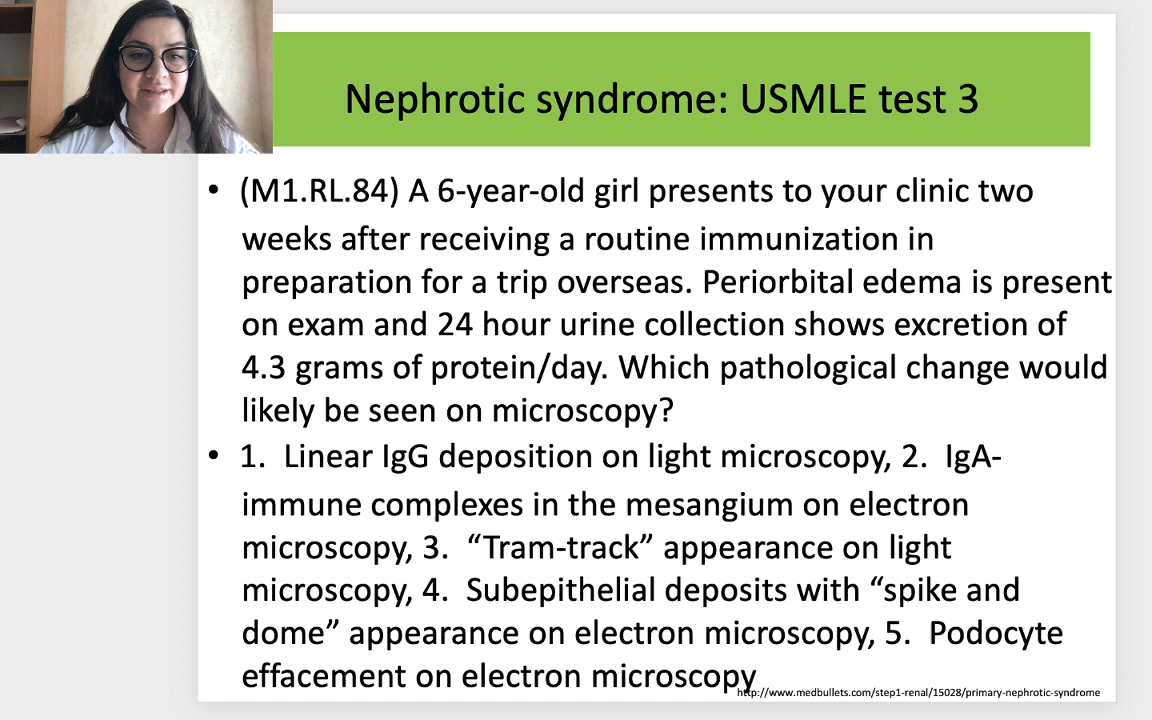 Nephrotic syndrome: USMLE test 3
• (M1.RL.84) A 6-year-old girl presents to your clinic two
weeks after receiving a routine immunization in
preparation for a trip overseas. Periorbital edema is present
on exam and 24 hour urine collection shows excretion of
4.3 grams of protein/day. Which pathological change would
likely be seen on microscopy?
• 1.  Linear IgG deposition on light microscopy, 2.  IgA-
immune complexes in the mesangium on electron
microscopy, 3.  “Tram-track” appearance on light
microscopy, 4.  Subepithelial deposits with “spike and
dome” appearance on electron microscopy, 5.  Podocyte
effacement on electron microscopy
http://www.medbullets.com/step1-renal/15028/primary-nephrotic-syndrome